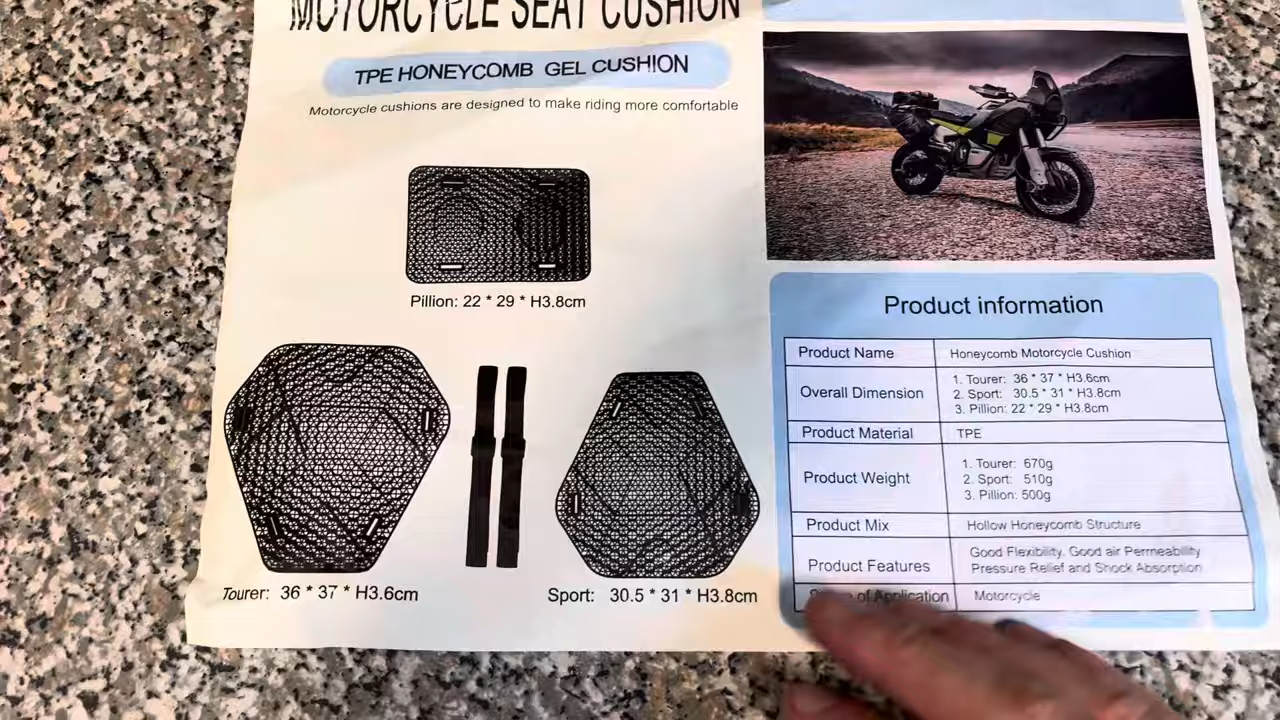 MOTORCYCLE SEAT CUSHION
TPE HONEYCOMB GEL CUSHION
Motorcycle cushions are designed to make riding more comfortable
Pillion: 22 * 29 * H3.8cm
Tourer: 36 * 37 * H3.6cm
Sport: 30.5 * 31 * H3.8cm
Product information
Product Name Honeycomb Motorcycle Cushion
Overall Dimension
1. Tourer: 36 * 37 * H3.6cm
2. Sport: 30.5 * 31 * H3.8cm
3. Pillion: 22 * 29 * H3.8cm
Product Material TPE
Product Weight
1. Tourer: 670g
2. Sport: 510g
3. Pillion: 500g
Product Mix Hollow Honeycomb Structure
Product Features
Good Flexibility. Good air Permeability
Pressure Relief and Shock Absorption
of Application Motorcycle